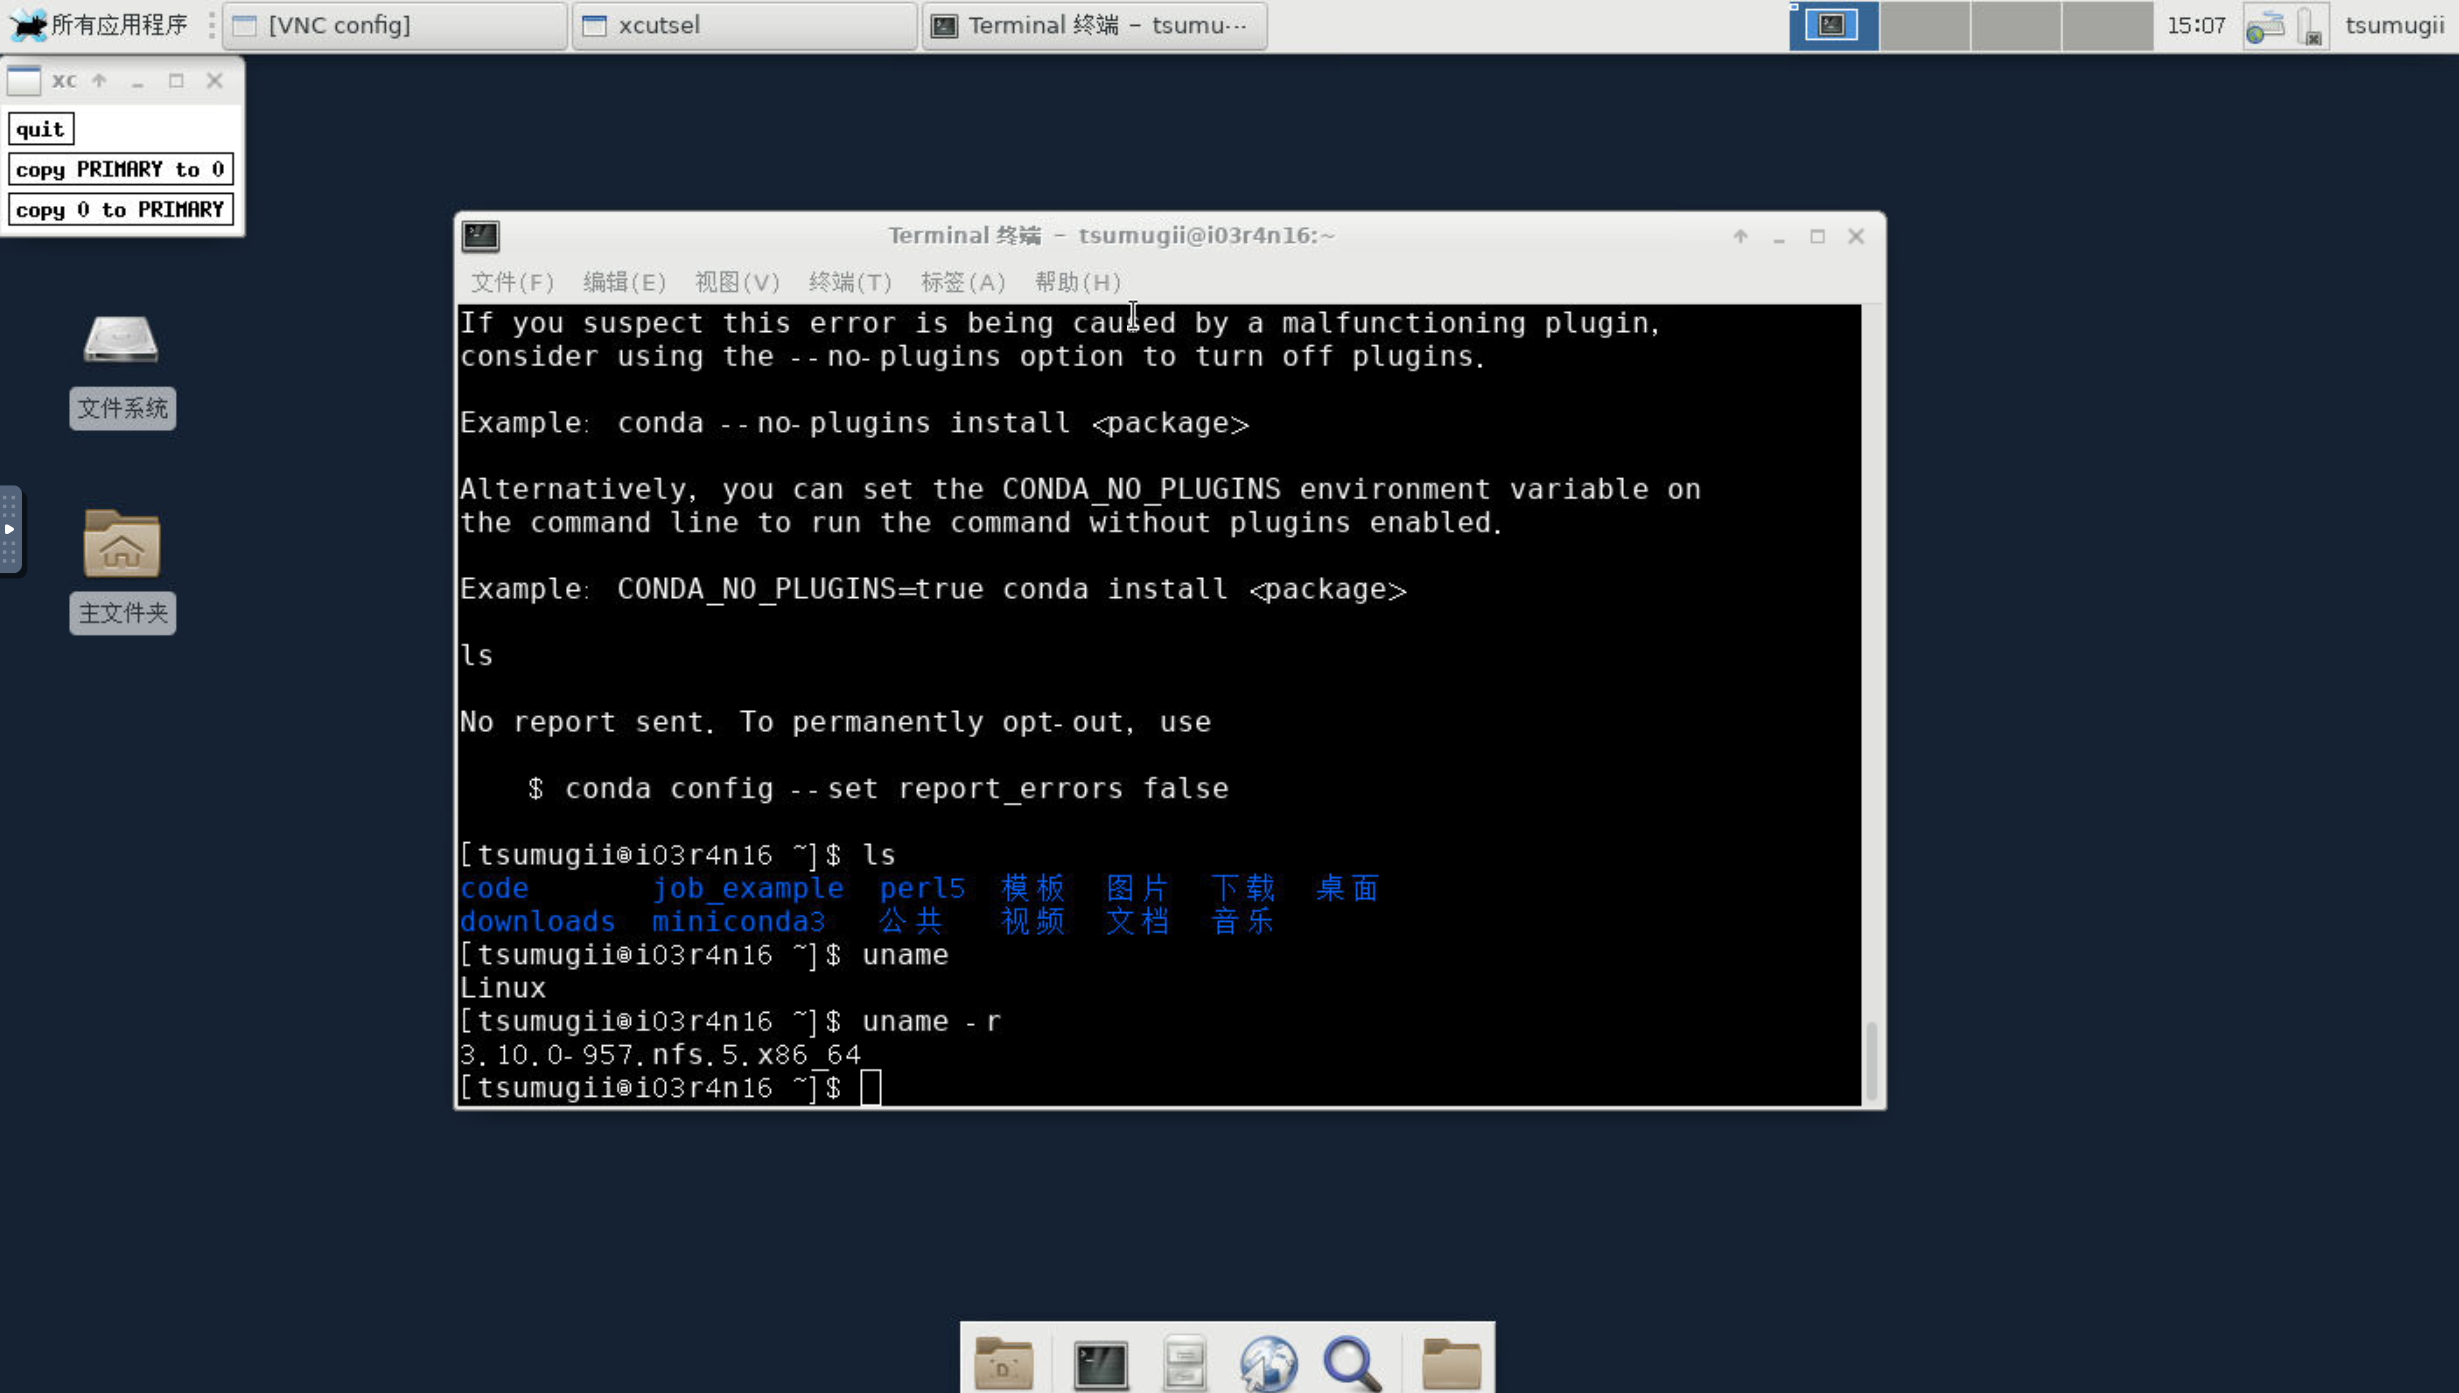 所有应用程序 [VNC config] xcutsel Terminal 终端 – tsumu··· 15:07 tsumugii
xc
quit
copy PRIMARY to 0
copy 0 to PRIMARY
文件系统
主文件夹
Terminal 终端 – tsumugii@i03r4n16:~
文件(F) 编辑(E) 视图(V) 终端(T) 标签(A) 帮助(H)
If you suspect this error is being caused by a malfunctioning plugin,
consider using the --no-plugins option to turn off plugins.
Example: conda --no-plugins install <package>
Alternatively, you can set the CONDA_NO_PLUGINS environment variable on
the command line to run the command without plugins enabled.
Example: CONDA_NO_PLUGINS=true conda install <package>
ls
No report sent. To permanently opt-out, use
$ conda config --set report_errors false
[tsumugii@i03r4n16 ~]$ ls
code job_example perl5 模板 图片 下载 桌面
downloads miniconda3 公共 视频 文档 音乐
[tsumugii@i03r4n16 ~]$ uname
Linux
[tsumugii@i03r4n16 ~]$ uname -r
3.10.0-957.nfs.5.x86_64
[tsumugii@i03r4n16 ~]$